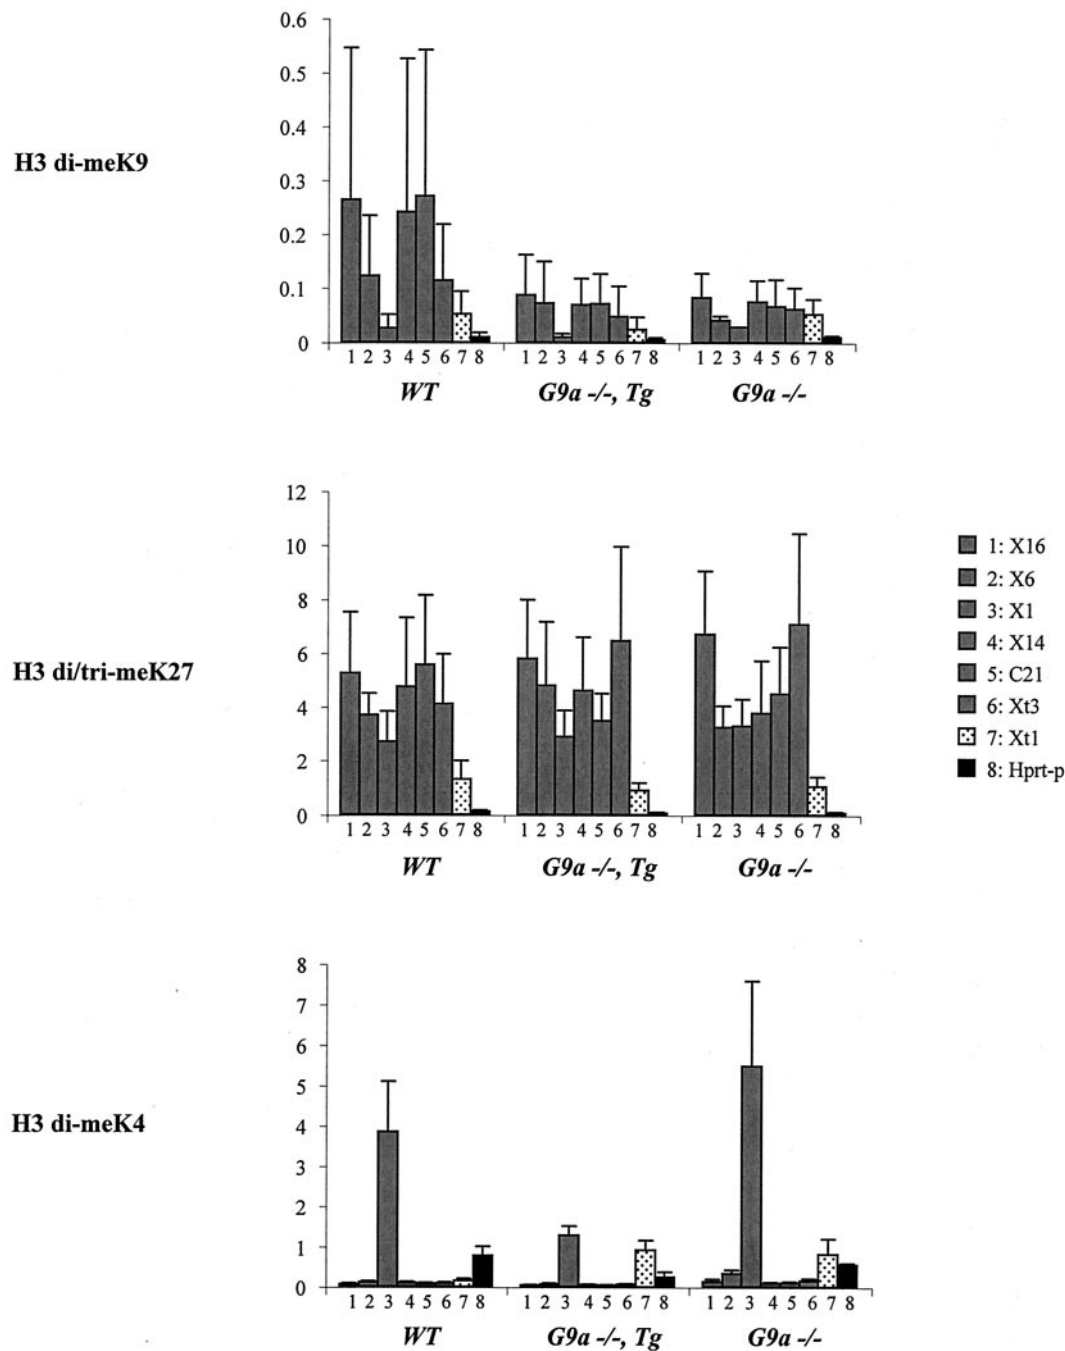 0.6
0.5
0.4
0.3
0.2
0.1
0
H3 di-meK9
1 2 3 4 5 6 7 8 1 2 3 4 5 6 7 8 1 2 3 4 5 6 7 8
WT G9a -/-, Tg G9a -/-
12
10
8
6
4
2
0
H3 di/tri-meK27
1 2 3 4 5 6 7 8 1 2 3 4 5 6 7 8 1 2 3 4 5 6 7 8
WT G9a -/-, Tg G9a -/-
1: X16
2: X6
3: X1
4: X14
5: C21
6: Xt3
7: Xt1
8: Hprt-p
8
7
6
5
4
3
2
1
0
H3 di-meK4
1 2 3 4 5 6 7 8 1 2 3 4 5 6 7 8 1 2 3 4 5 6 7 8
WT G9a -/-, Tg G9a -/-